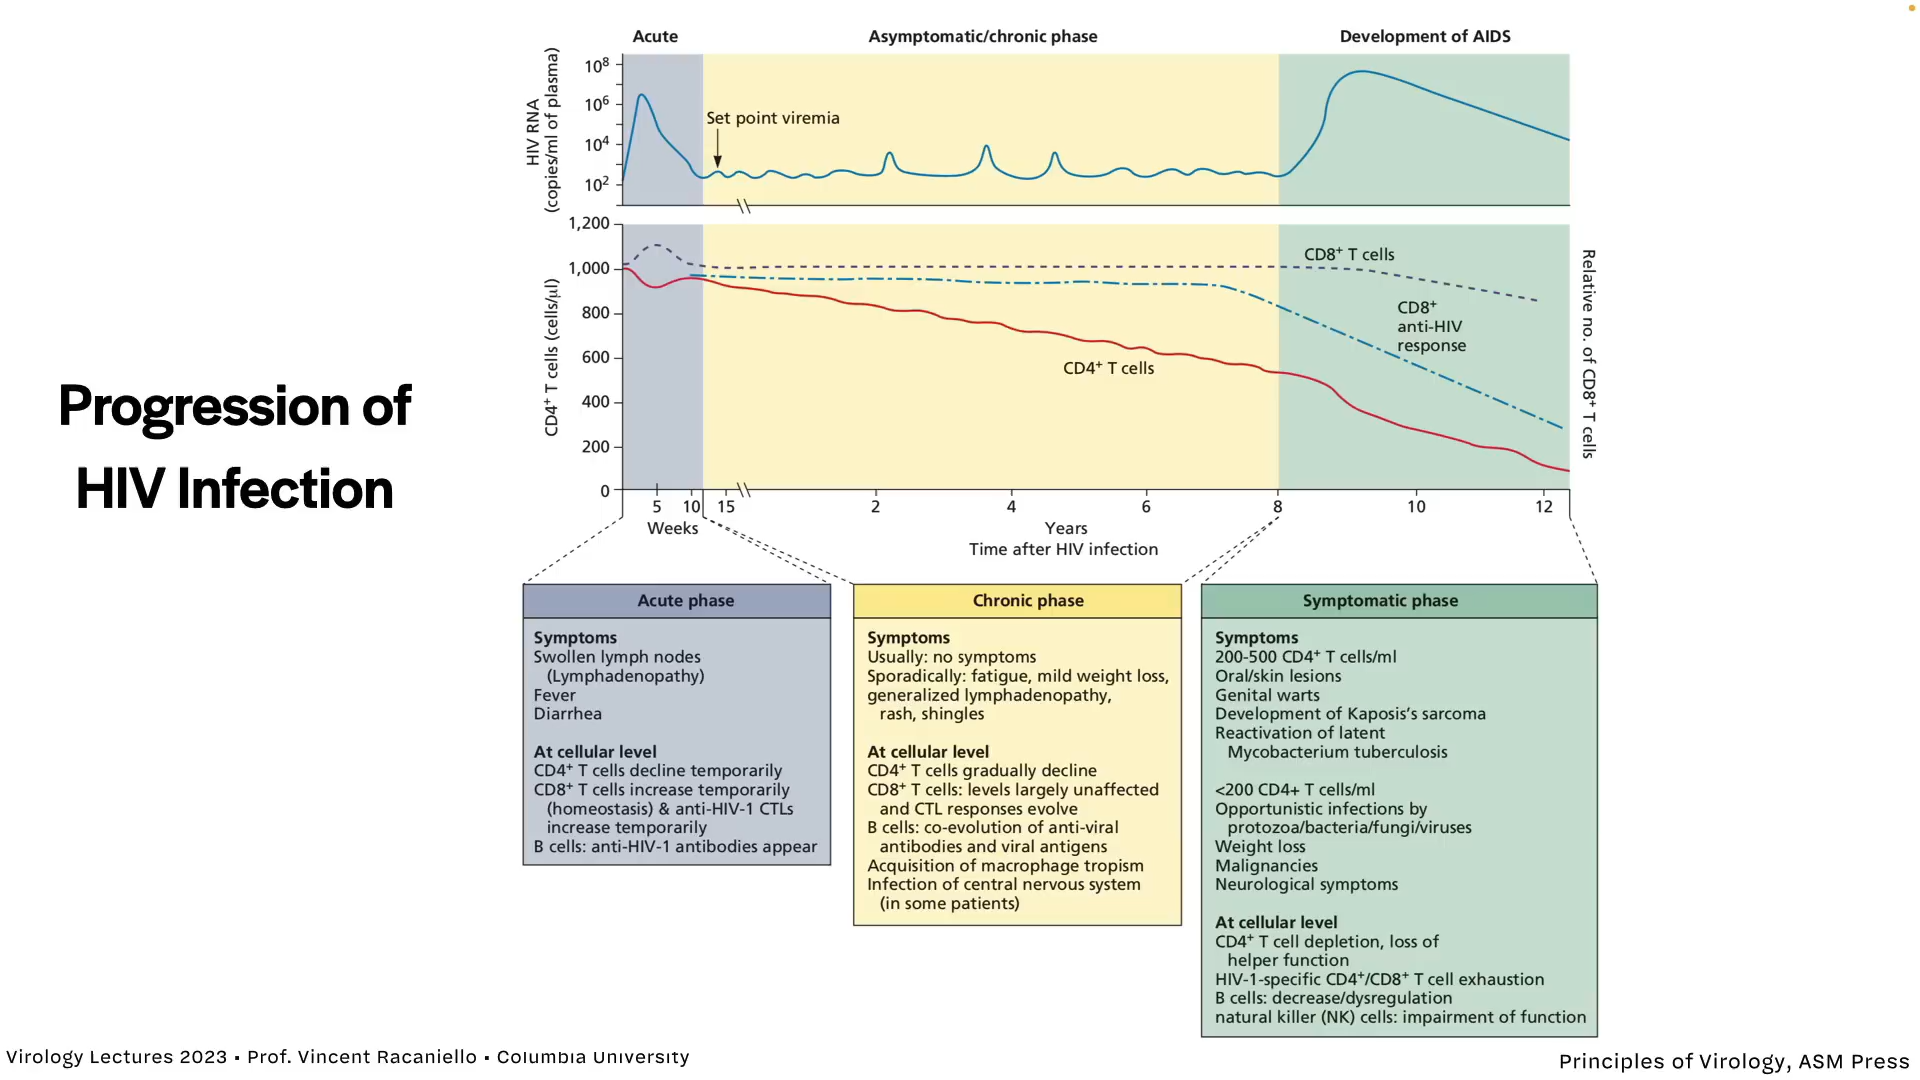 Progression of
HIV Infection
Acute
Asymptomatic/chronic phase
Development of AIDS
HIV RNA
(copies/ml of plasma)
10⁸
10⁶
10⁴
10²
Set point viremia
CD4⁺ T cells (cells/µl)
1,200
1,000
800
600
400
200
0
CD8⁺ T cells
CD8⁺
anti-HIV
response
CD4⁺ T cells
Relative no. of CD8⁺ T cells
5 10 15 2 4 6 8 10 12
Weeks Years
Time after HIV infection
Acute phase
Symptoms
Swollen lymph nodes
(Lymphadenopathy)
Fever
Diarrhea
At cellular level
CD4⁺ T cells decline temporarily
CD8⁺ T cells increase temporarily
(homeostasis) & anti-HIV-1 CTLs
increase temporarily
B cells: anti-HIV-1 antibodies appear
Chronic phase
Symptoms
Usually: no symptoms
Sporadically: fatigue, mild weight loss,
generalized lymphadenopathy,
rash, shingles
At cellular level
CD4⁺ T cells gradually decline
CD8⁺ T cells: levels largely unaffected
and CTL responses evolve
B cells: co-evolution of anti-viral
antibodies and viral antigens
Acquisition of macrophage tropism
Infection of central nervous system
(in some patients)
Symptomatic phase
Symptoms
200-500 CD4⁺ T cells/ml
Oral/skin lesions
Genital warts
Development of Kaposis's sarcoma
Reactivation of latent
Mycobacterium tuberculosis
<200 CD4+ T cells/ml
Opportunistic infections by
protozoa/bacteria/fungi/viruses
Weight loss
Malignancies
Neurological symptoms
At cellular level
CD4⁺ T cell depletion, loss of
helper function
HIV-1-specific CD4⁺/CD8⁺ T cell exhaustion
B cells: decrease/dysregulation
natural killer (NK) cells: impairment of function
Virology Lectures 2023 • Prof. Vincent Racaniello • Columbia University
Principles of Virology, ASM Press